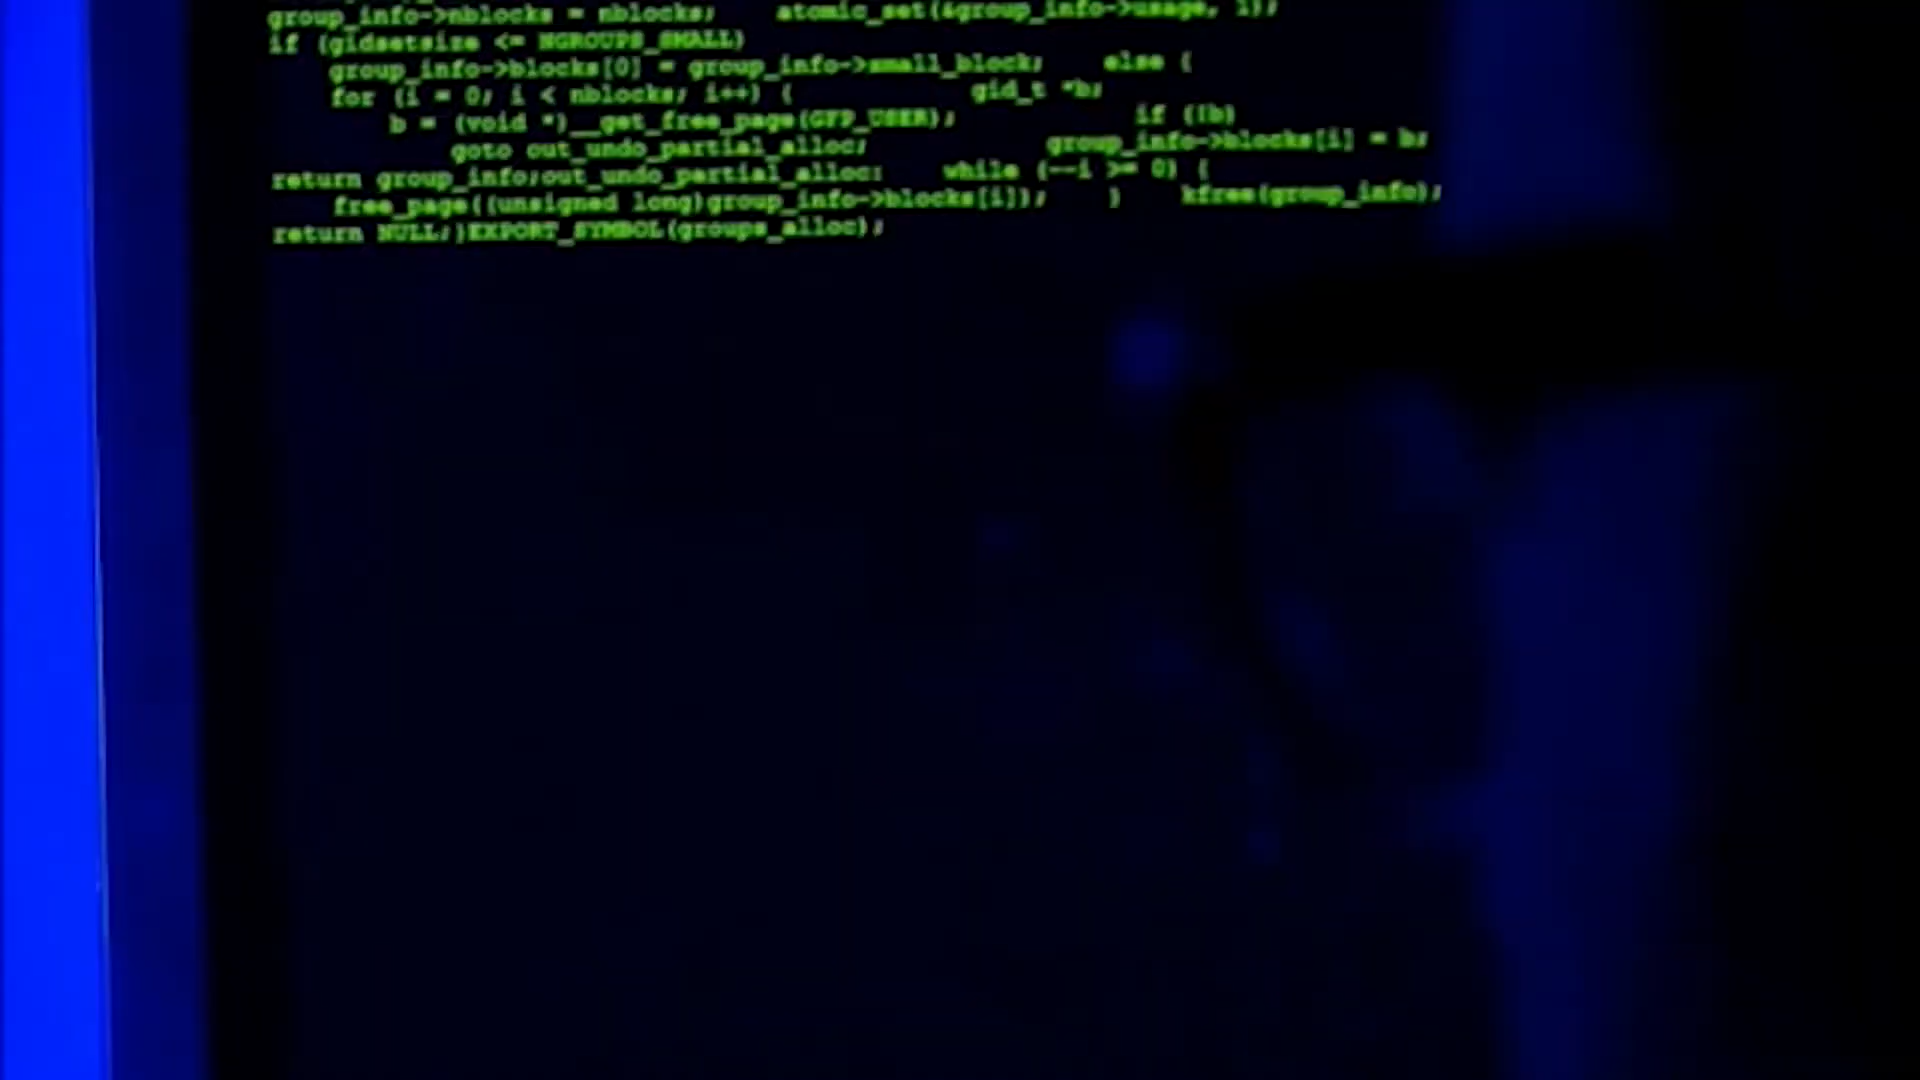 group_info->nblocks = nblocks;    atomic_set(&group_info->usage, 1);
if (gidsetsize <= NGROUPS_SMALL)
group_info->blocks[0] = group_info->small_block;    else {
for (i = 0; i < nblocks; i++) {            gid_t *b;
b = (void *)__get_free_page(GFP_USER);            if (!b)
goto out_undo_partial_alloc;            group_info->blocks[i] = b;
return group_info;out_undo_partial_alloc:    while (--i >= 0) {
free_page((unsigned long)group_info->blocks[i]);    }    kfree(group_info);
return NULL;}EXPORT_SYMBOL(groups_alloc);